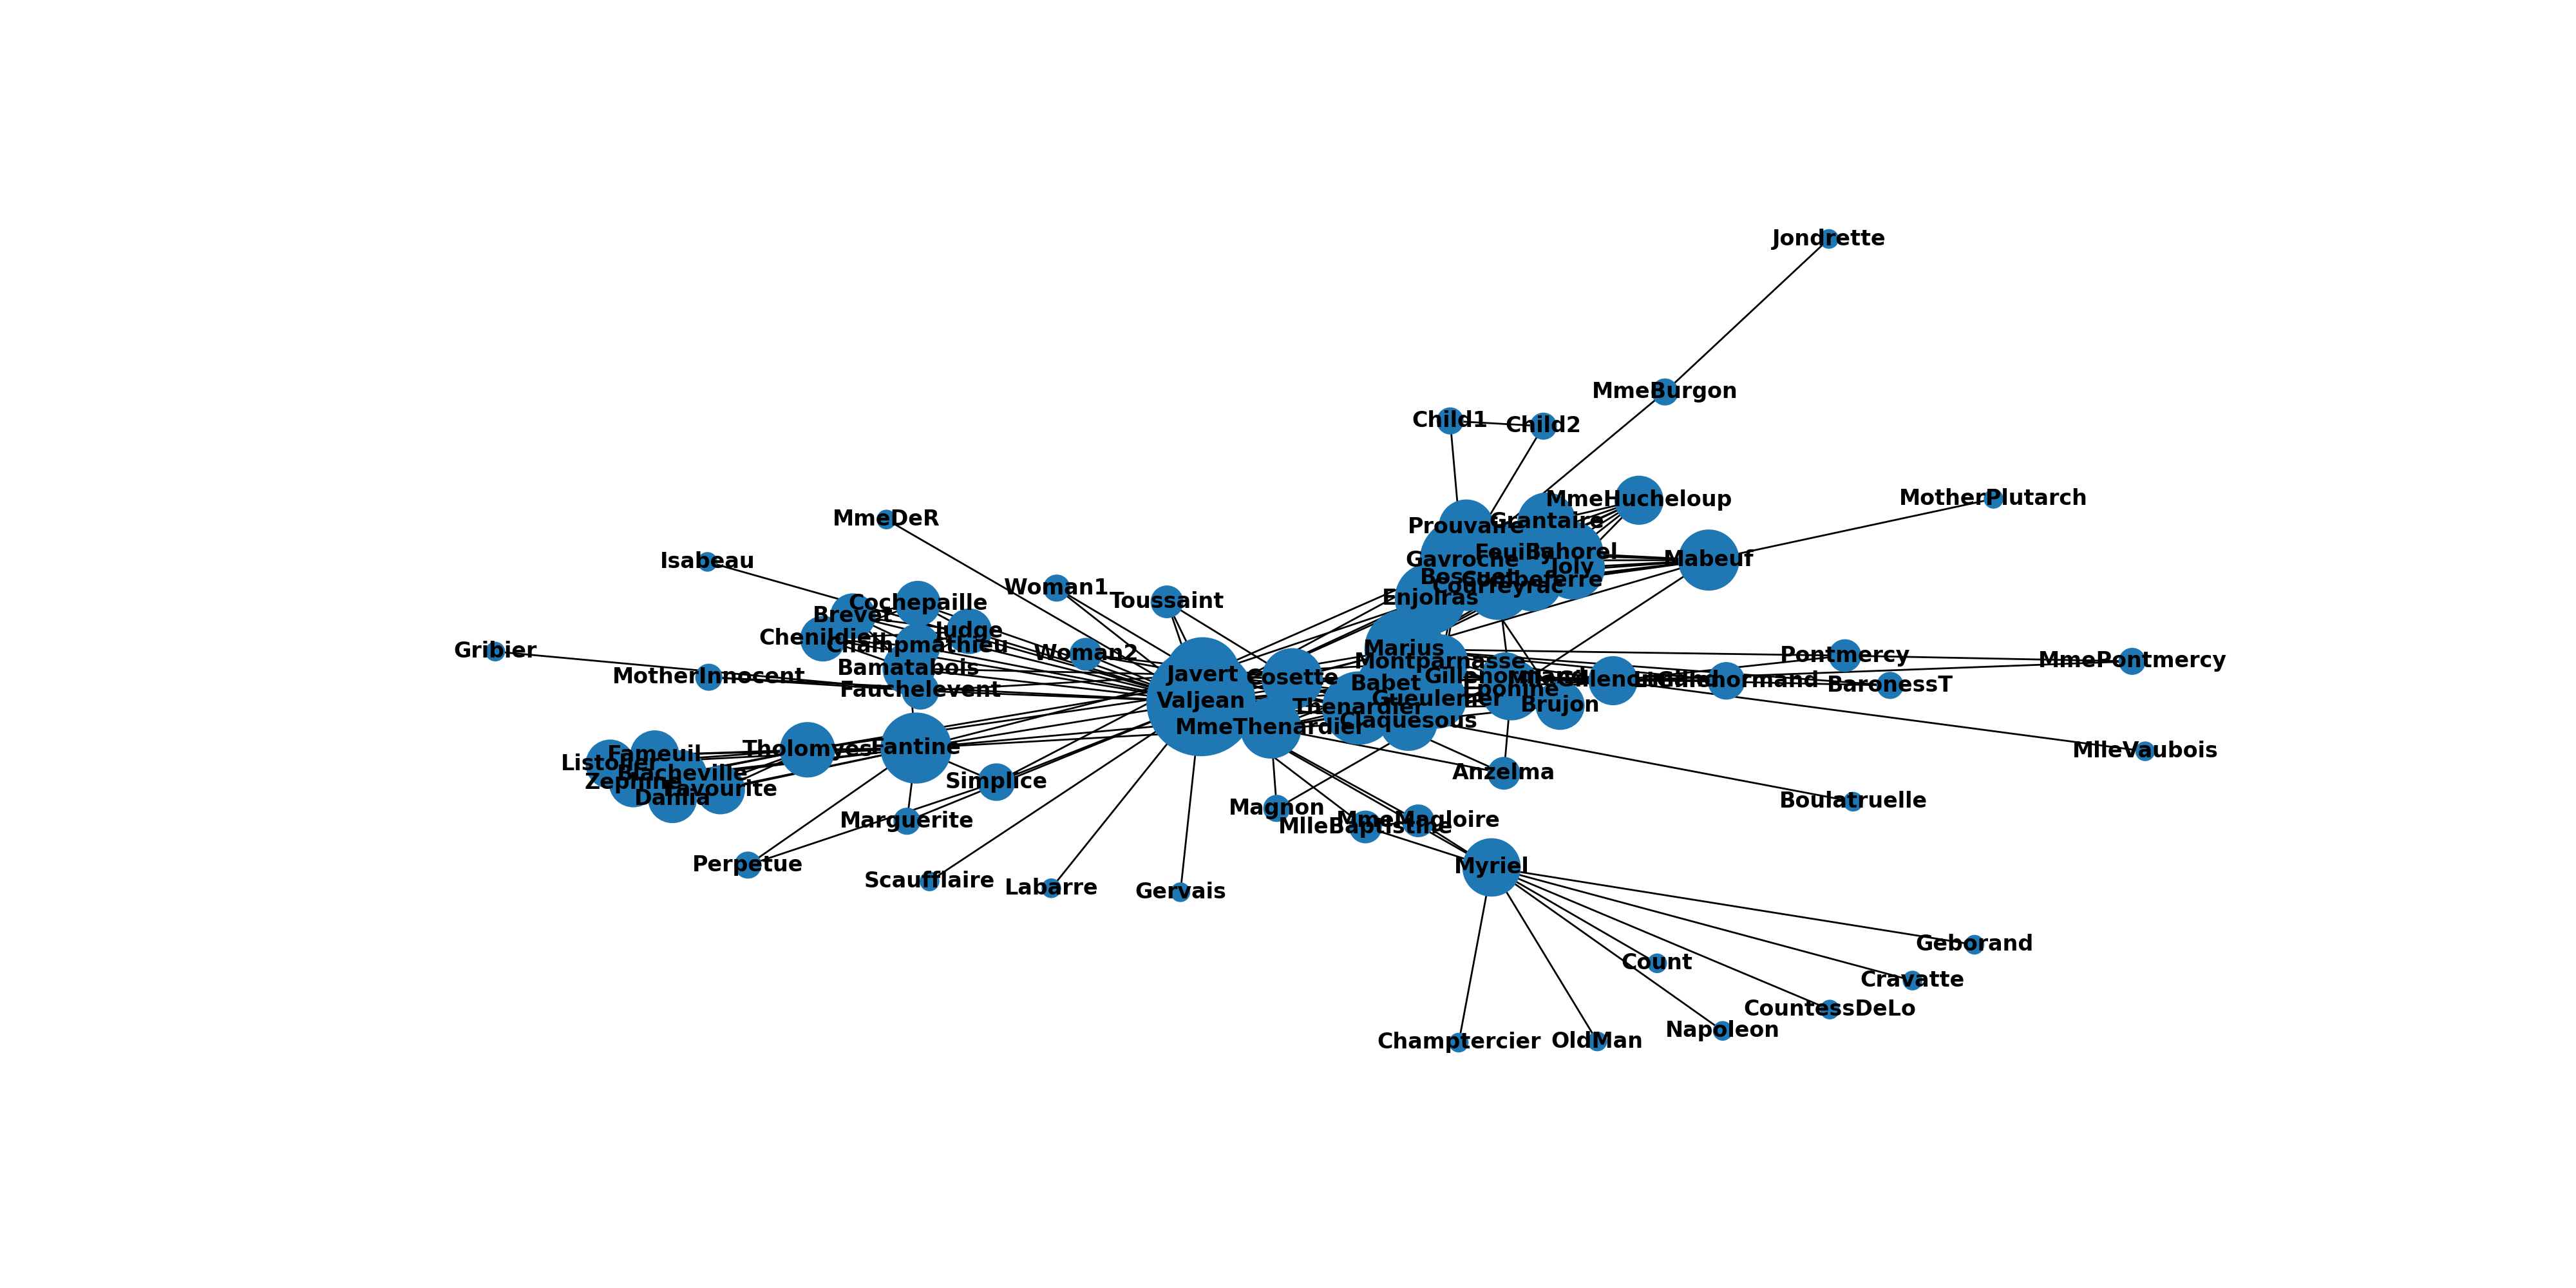 Jondrette
MmeBurgon
Child1
Child2
MmeHucheloup
MotherPlutarch
MmeDeR
Prouvaire
Grantaire
Isabeau
Gavroche
Feuilly
Bahorel
Mabeuf
Joly
Woman1
Bossuet
Combeferre
Courfeyrac
Toussaint
Enjolras
Cochepaille
Brevet
Judge
Chenildieu
Champmathieu
Gribier
Woman2
Marius
Pontmercy
MmePontmercy
Montparnasse
Bamatabois
MotherInnocent
Javert
Cosette
Babet
Gillenormand
Eponine
BaronessT
Fauchelevent
Valjean
Gueulemer
Thenardier
Brujon
Claquesous
MmeThenardier
Fantine
Tholomyes
MlleVaubois
Fameuil
Listolier
Blacheville
Zephine
Favourite
Dahlia
Simplice
Anzelma
Boulatruelle
Magnon
Marguerite
MmeMagloire
MlleBaptistine
Perpetue
Myriel
Scaufflaire
Labarre
Gervais
Geborand
Count
Cravatte
CountessDeLo
Napoleon
Champtercier
OldMan